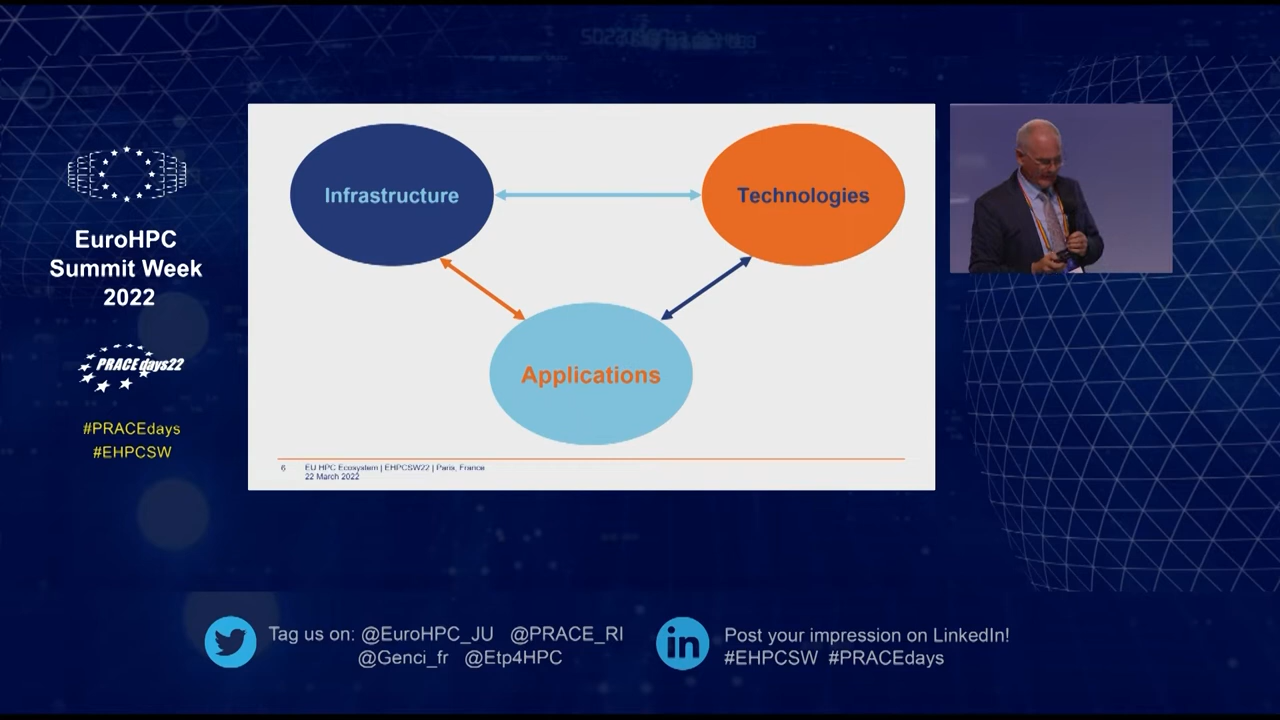 EuroHPC
Summit Week
2022
PRACEdays22
#PRACEdays
#EHPCSW
Infrastructure
Technologies
Applications
6
EU HPC Ecosystem | EHPCSW22 | Paris, France
22 March 2022
Tag us on: @EuroHPC_JU @PRACE_RI
@Genci_fr @Etp4HPC
in
Post your impression on LinkedIn!
#EHPCSW #PRACEdays